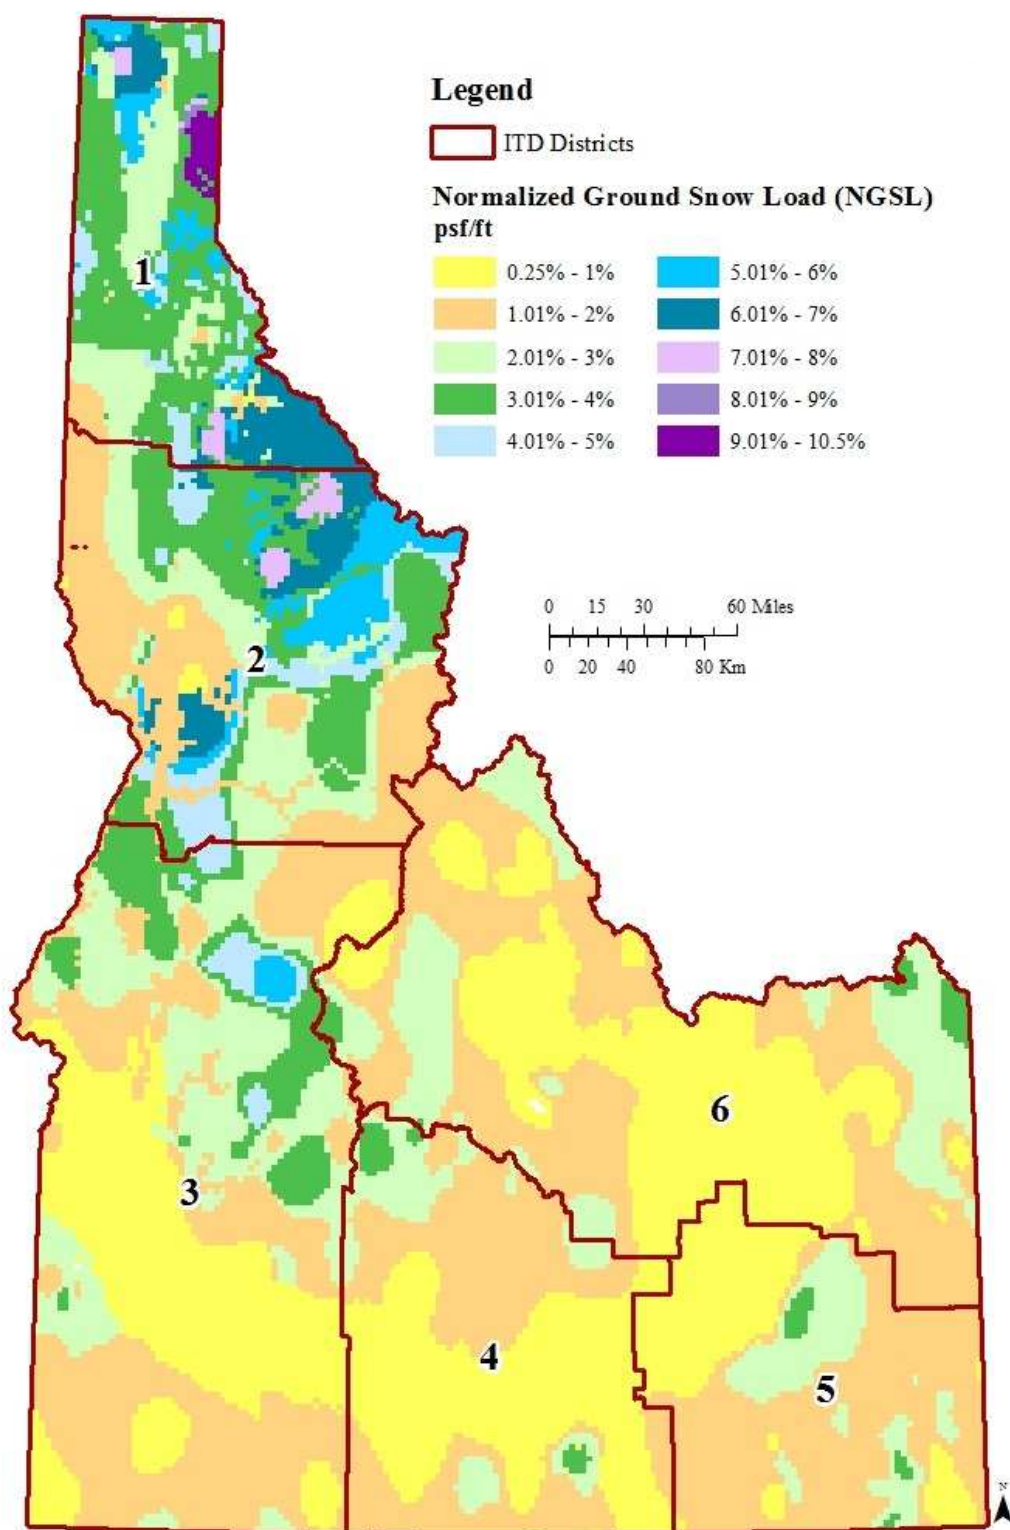 Legend
ITD Districts
Normalized Ground Snow Load (NGSL)
psf/ft
0.25% - 1%
5.01% - 6%
1.01% - 2%
6.01% - 7%
2.01% - 3%
7.01% - 8%
3.01% - 4%
8.01% - 9%
4.01% - 5%
9.01% - 10.5%
1
0 15 30 60 Miles
0 20 40 80 Km
2
6
3
4
5
N